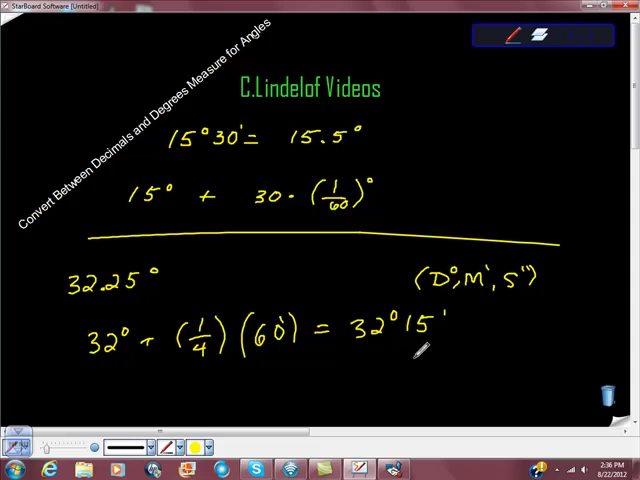 StarBoard Software [Untitled]
Convert Between Decimals and Degrees Measure for Angles
C.Lindelof Videos
15°30' = 15.5°
15° + 30 · (1/60)°
32.25° (D°, M', S")
32° + (1/4) (60') = 32°15'
2:36 PM
8/22/2012